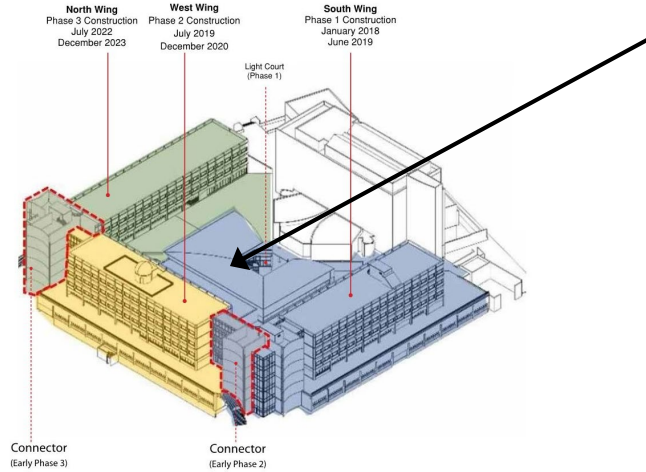 North Wing
Phase 3 Construction
July 2022
December 2023
West Wing
Phase 2 Construction
July 2019
December 2020
South Wing
Phase 1 Construction
January 2018
June 2019
Light Court
(Phase 1)
Connector
(Early Phase 3)
Connector
(Early Phase 2)